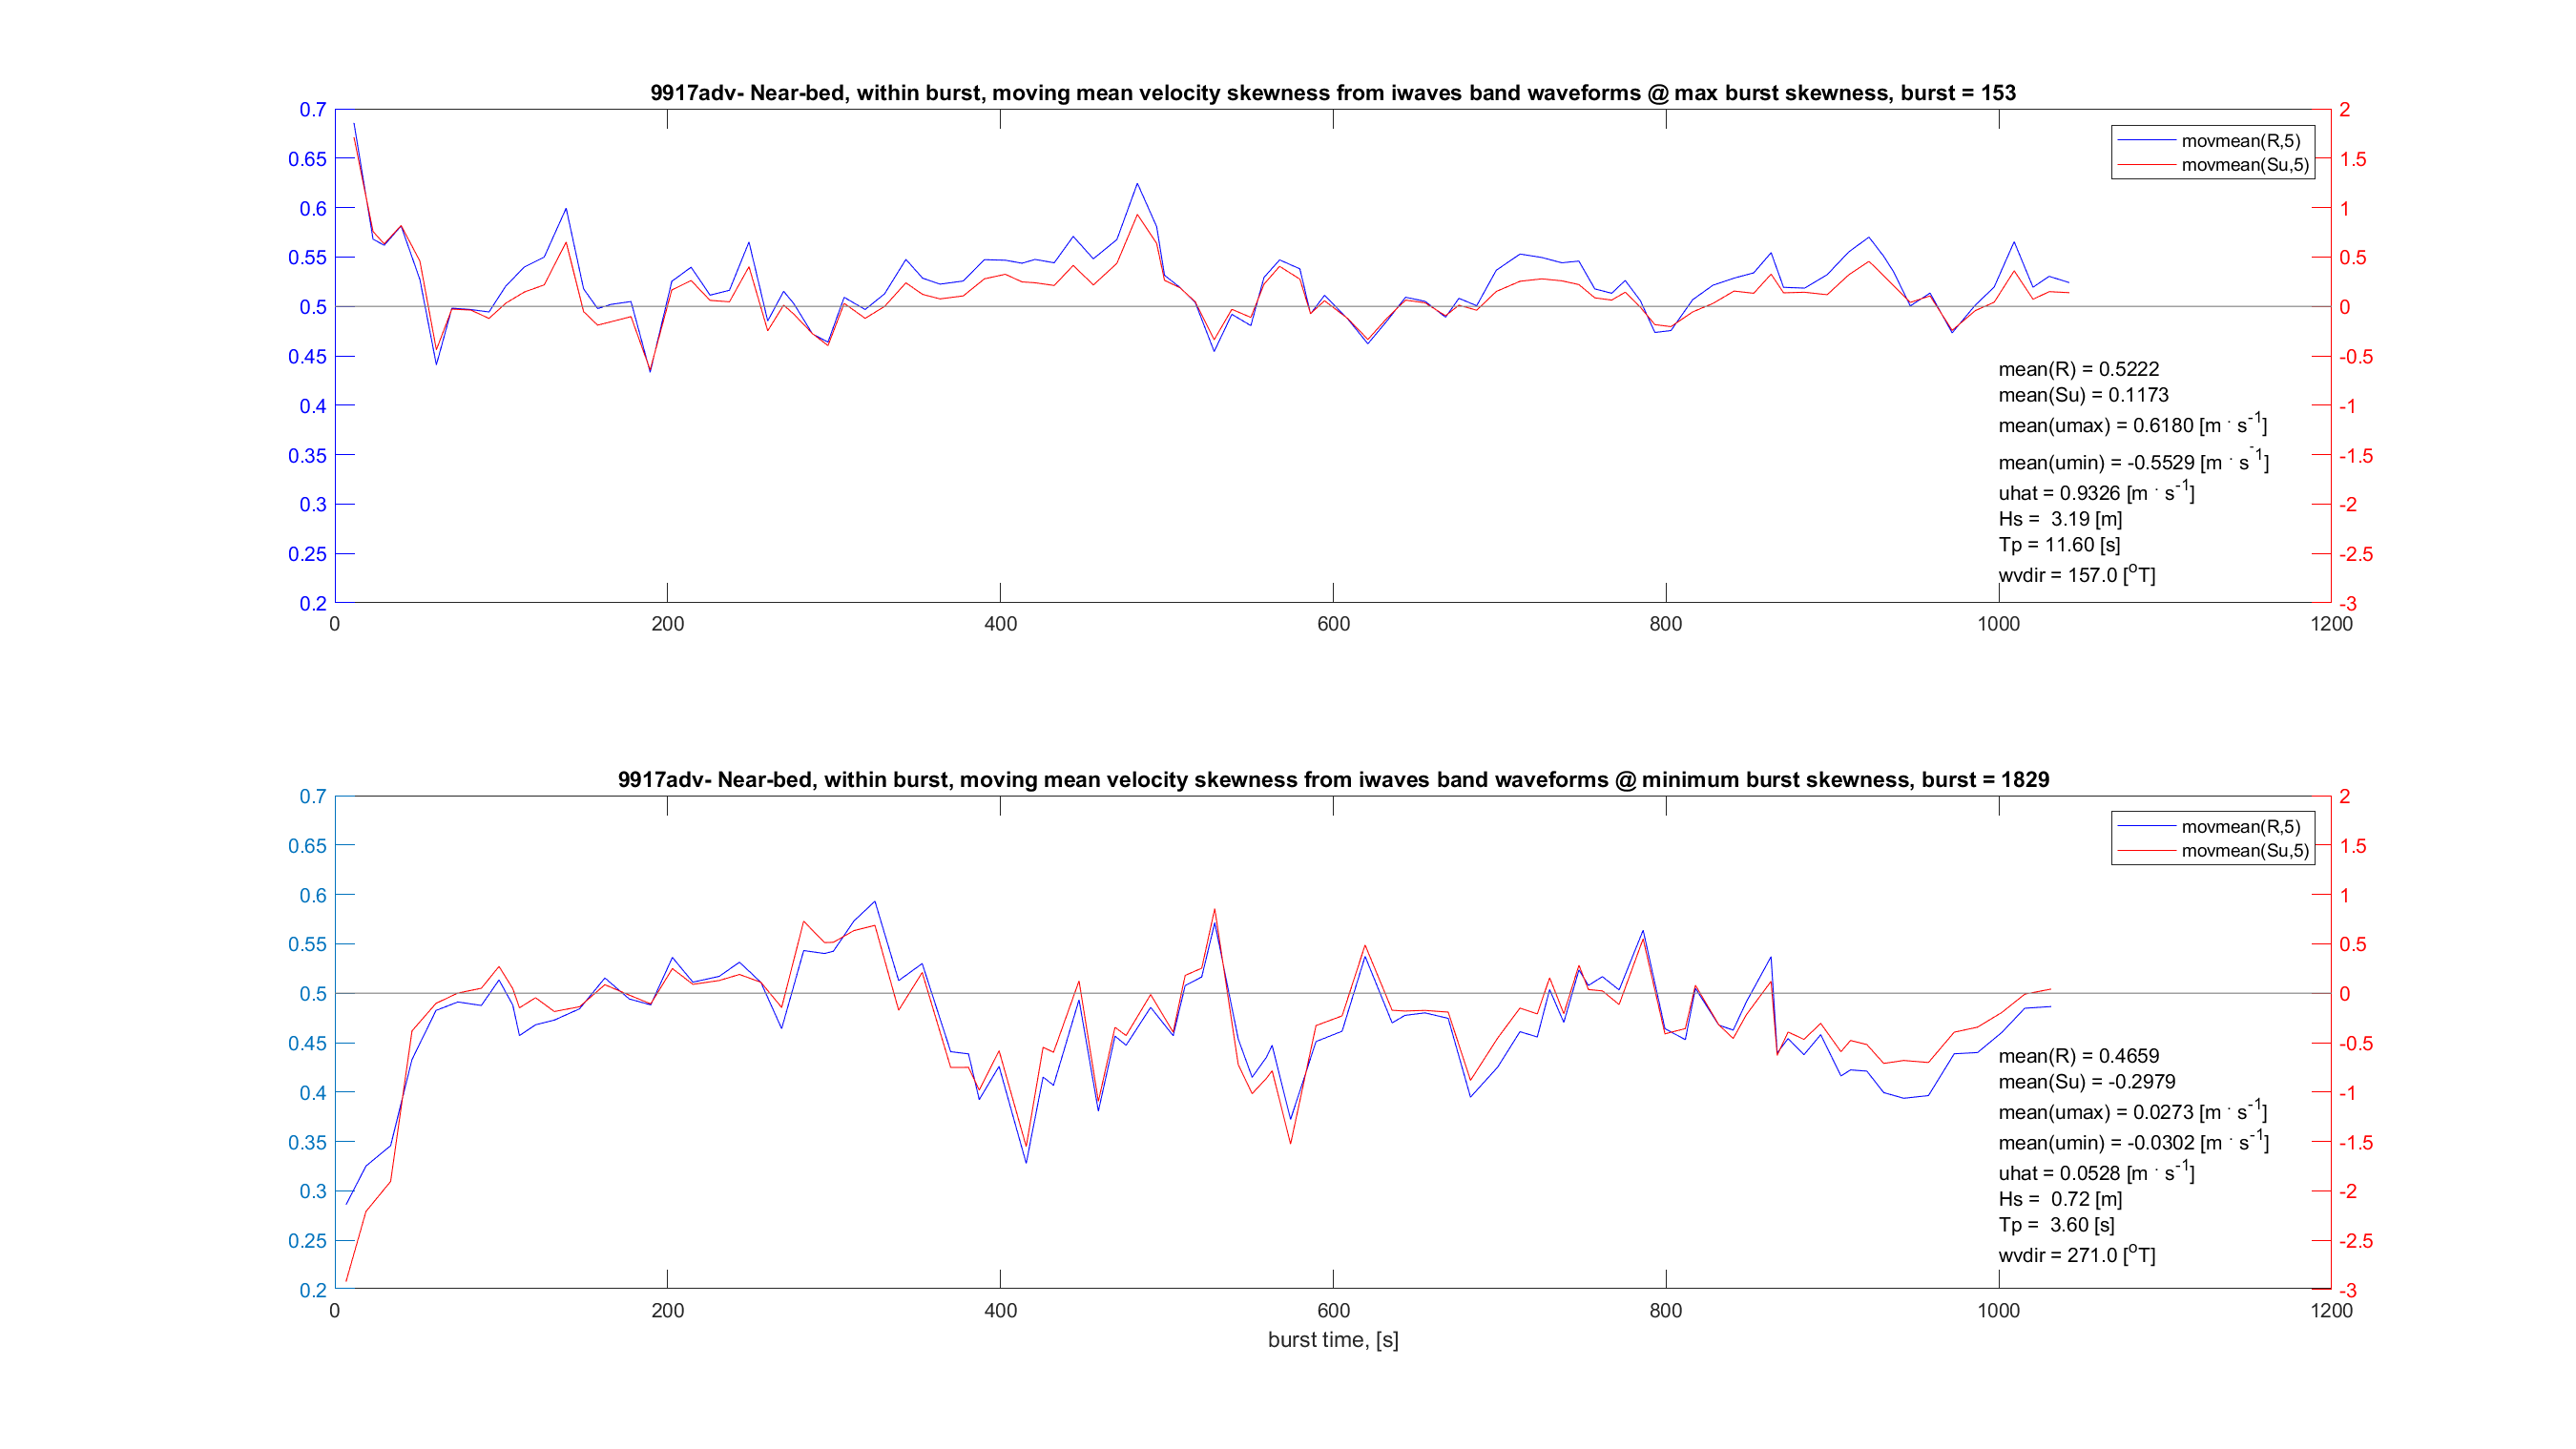 9917adv- Near-bed, within burst, moving mean velocity skewness from iwaves band waveforms @ max burst skewness, burst = 153
0.7
0.65
0.6
0.55
0.5
0.45
0.4
0.35
0.3
0.25
0.2
2
1.5
1
0.5
0
-0.5
-1
-1.5
-2
-2.5
-3
movmean(R,5)
movmean(Su,5)
mean(R) = 0.5222
mean(Su) = 0.1173
mean(umax) = 0.6180 [m · s⁻¹]
mean(umin) = -0.5529 [m · s⁻¹]
uhat = 0.9326 [m · s⁻¹]
Hs = 3.19 [m]
Tp = 11.60 [s]
wvdir = 157.0 [ºT]
0 200 400 600 800 1000 1200
9917adv- Near-bed, within burst, moving mean velocity skewness from iwaves band waveforms @ minimum burst skewness, burst = 1829
0.7
0.65
0.6
0.55
0.5
0.45
0.4
0.35
0.3
0.25
0.2
2
1.5
1
0.5
0
-0.5
-1
-1.5
-2
-2.5
-3
movmean(R,5)
movmean(Su,5)
mean(R) = 0.4659
mean(Su) = -0.2979
mean(umax) = 0.0273 [m · s⁻¹]
mean(umin) = -0.0302 [m · s⁻¹]
uhat = 0.0528 [m · s⁻¹]
Hs = 0.72 [m]
Tp = 3.60 [s]
wvdir = 271.0 [ºT]
0 200 400 600 800 1000 1200
burst time, [s]